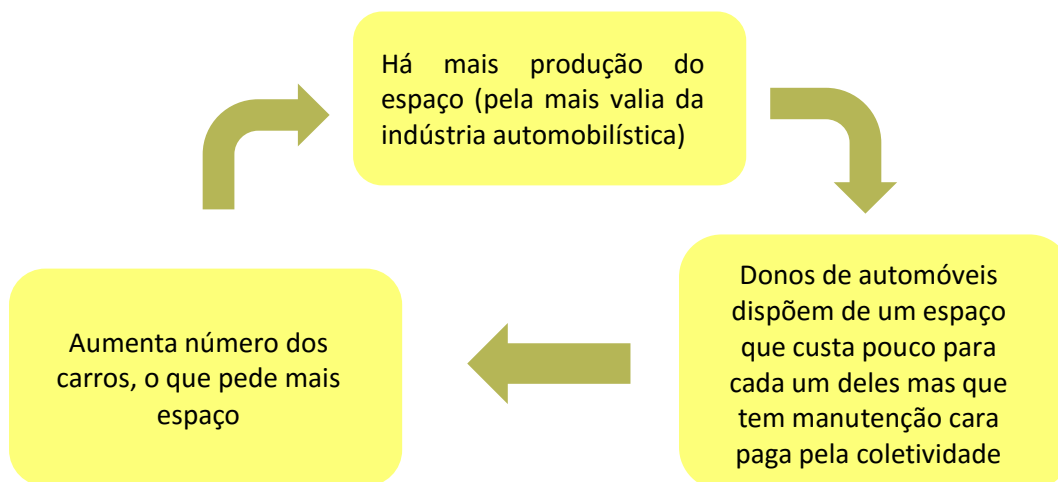 Há mais produção do
espaço (pela mais valia da
indústria automobilística)
Donos de automóveis
dispõem de um espaço
que custa pouco para
cada um deles mas que
tem manutenção cara
paga pela coletividade
Aumenta número dos
carros, o que pede mais
espaço